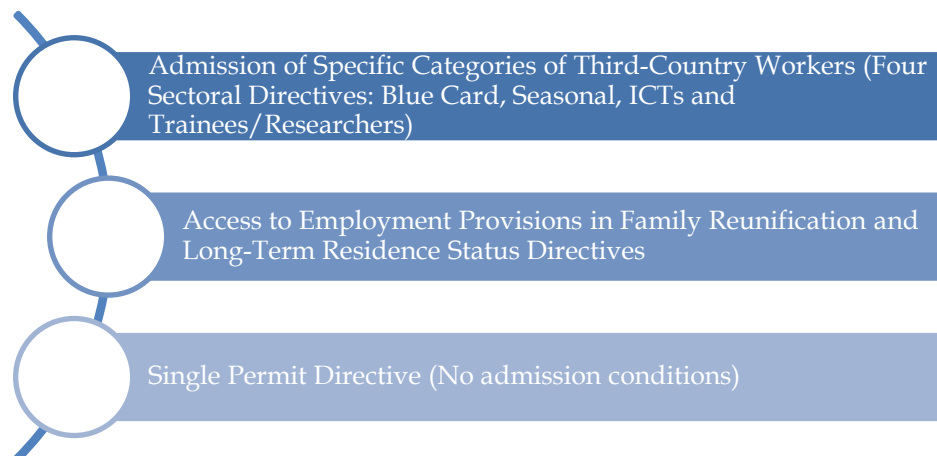 Admission of Specific Categories of Third-Country Workers (Four
Sectoral Directives: Blue Card, Seasonal, ICTs and
Trainees/Researchers)
Access to Employment Provisions in Family Reunification and
Long-Term Residence Status Directives
Single Permit Directive (No admission conditions)